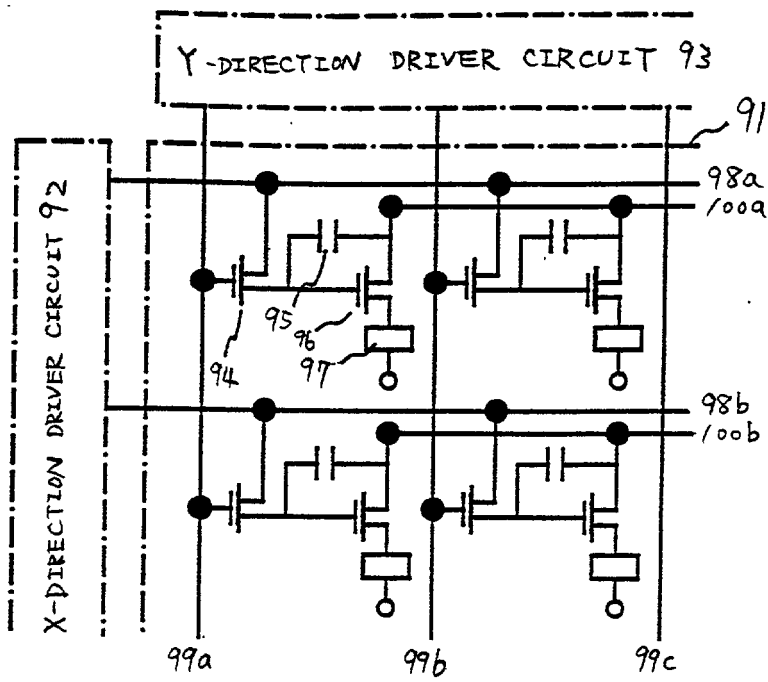 Y-DIRECTION DRIVER CIRCUIT 93
91
X-DIRECTION DRIVER CIRCUIT 92
98a
100a
94
95
96
97
98b
100b
99a
99b
99c